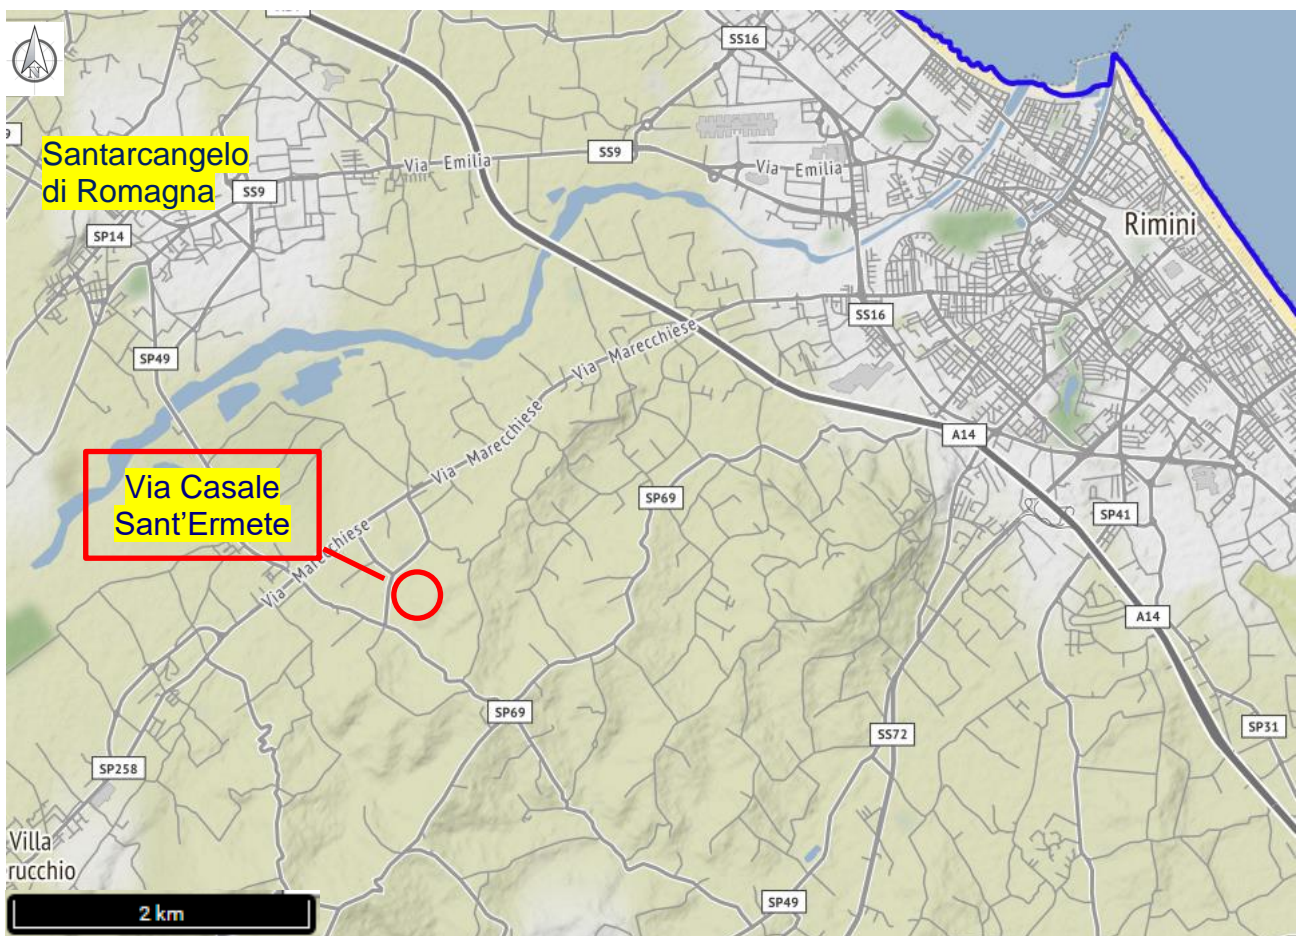 SS16
N
9
Santarcangelo
di Romagna
Via Emilia
SS9
Via Emilia
SS9
SP14
Rimini
SS16
SP49
Via Marecchiese
A14
Via Marecchiese
Via Casale
Sant'Ermete
SP69
SP41
Via Marecchiese
A14
SP69
SP31
SS72
SP258
Villa
rucchio
2 km
SP49